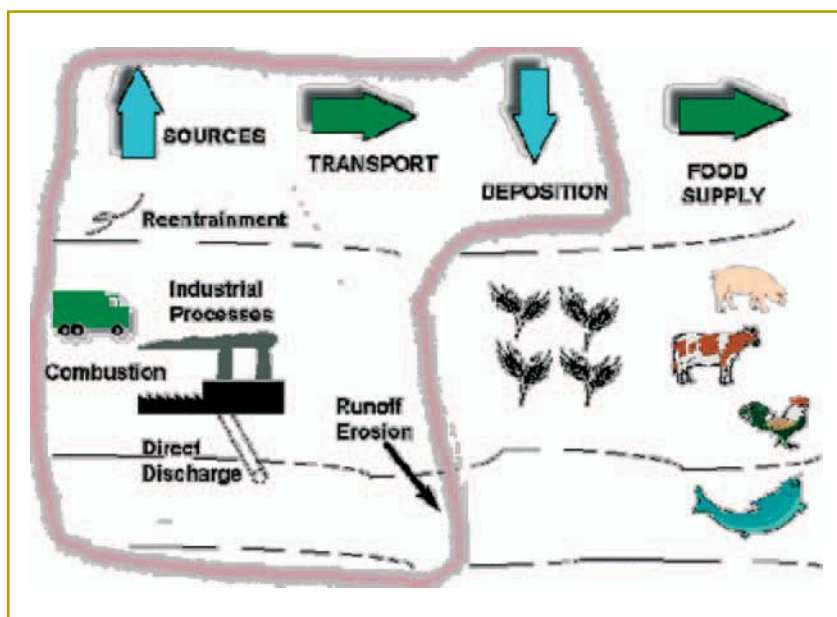 SOURCES
TRANSPORT
DEPOSITION
FOOD
SUPPLY
Reentrainment
Industrial
Processes
Combustion
Direct
Discharge
Runoff
Erosion